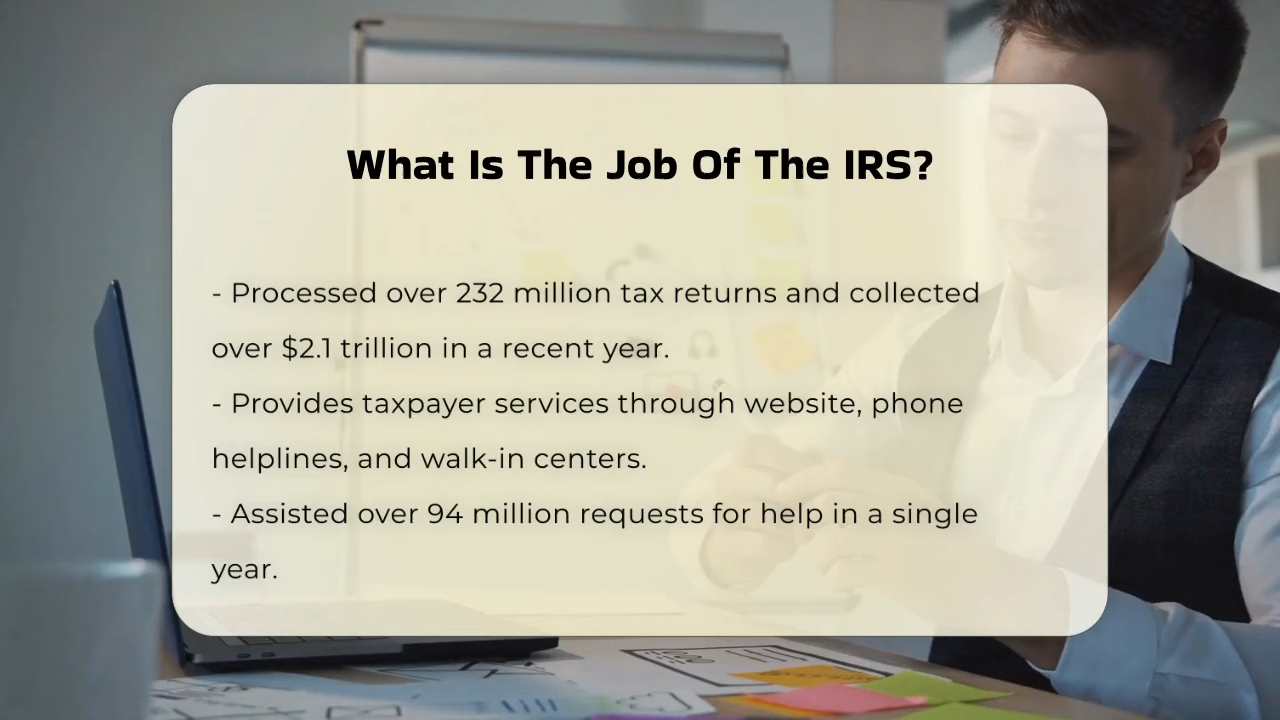 What Is The Job Of The IRS?
- Processed over 232 million tax returns and collected
over $2.1 trillion in a recent year.
- Provides taxpayer services through website, phone
helplines, and walk-in centers.
- Assisted over 94 million requests for help in a single
year.